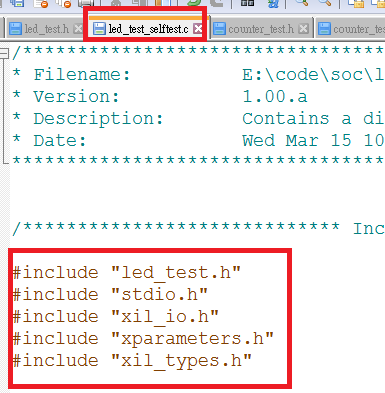 led_test.h led_test_selftest.c counter_test.h counter_tes
/**********************************
* Filename: E:\code\soc\l
* Version: 1.00.a
* Description: Contains a di
* Date: Wed Mar 15 10
***********************************
/***************************** Inc
#include "led_test.h"
#include "stdio.h"
#include "xil_io.h"
#include "xparameters.h"
#include "xil_types.h"